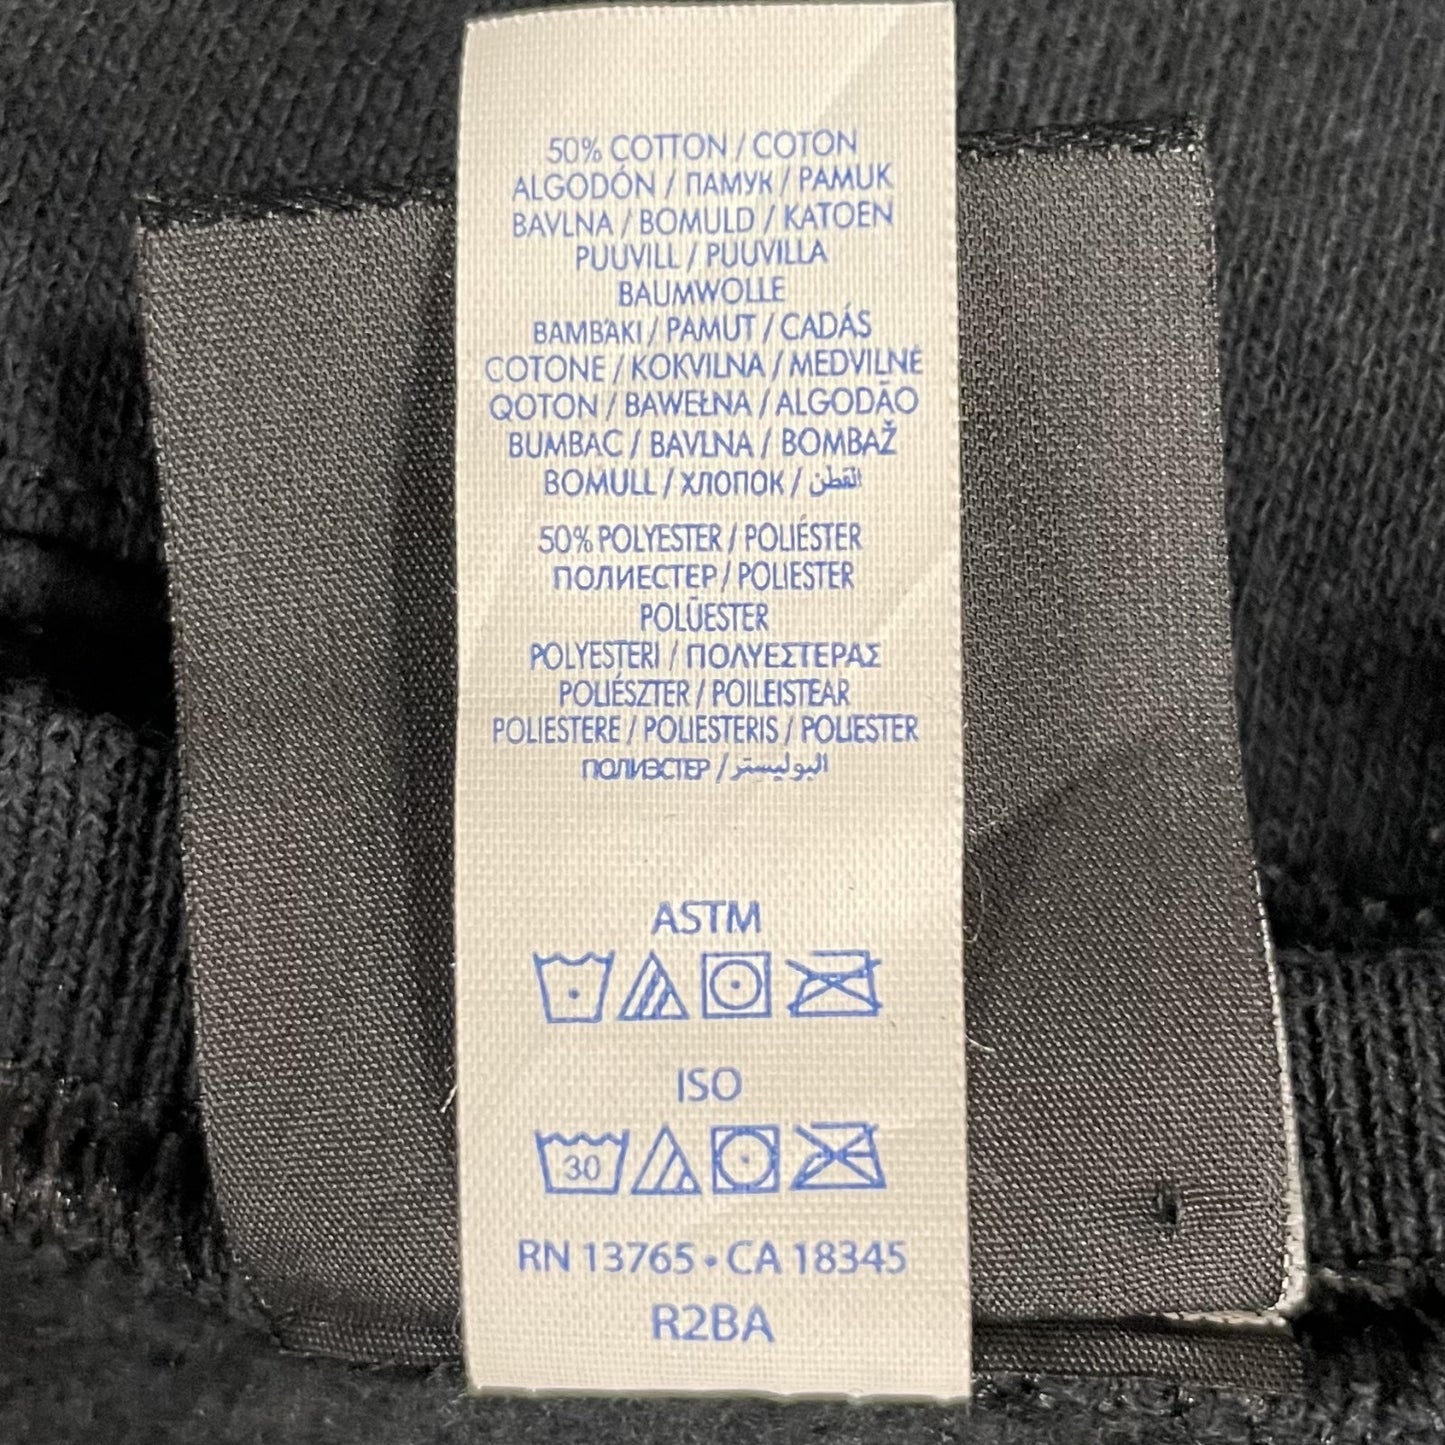 50% COTTON / COTON
ALGODÓN / ПАМУК / PAMUK
BAVLNA / BOMULD / KATOEN
PUUVILL / PUUVILLA
BAUMWOLLE
BAMBΆKI / PAMUT / CADÁS
COTONE / KOKVILNA / MEDVILNĖ
QOTON / BAWEŁNA / ALGODÃO
BUMBAC / BAVLNA / BOMBAŽ
BOMULL / ХЛОПОК / القطن
50% POLYESTER / POLIÉSTER
ПОЛИЕСТЕР / POLIESTER
POLÜESTER
POLYESTERI / ΠΟΛΥΕΣΤΕΡΑΣ
POLIÉSZTER / POILEISTEAR
POLIESTERE / POLIESTERIS / POLIESTER
ПОЛИЭСТЕР / البوليستر
ASTM
ISO
30
RN 13765 • CA 18345
R2BA